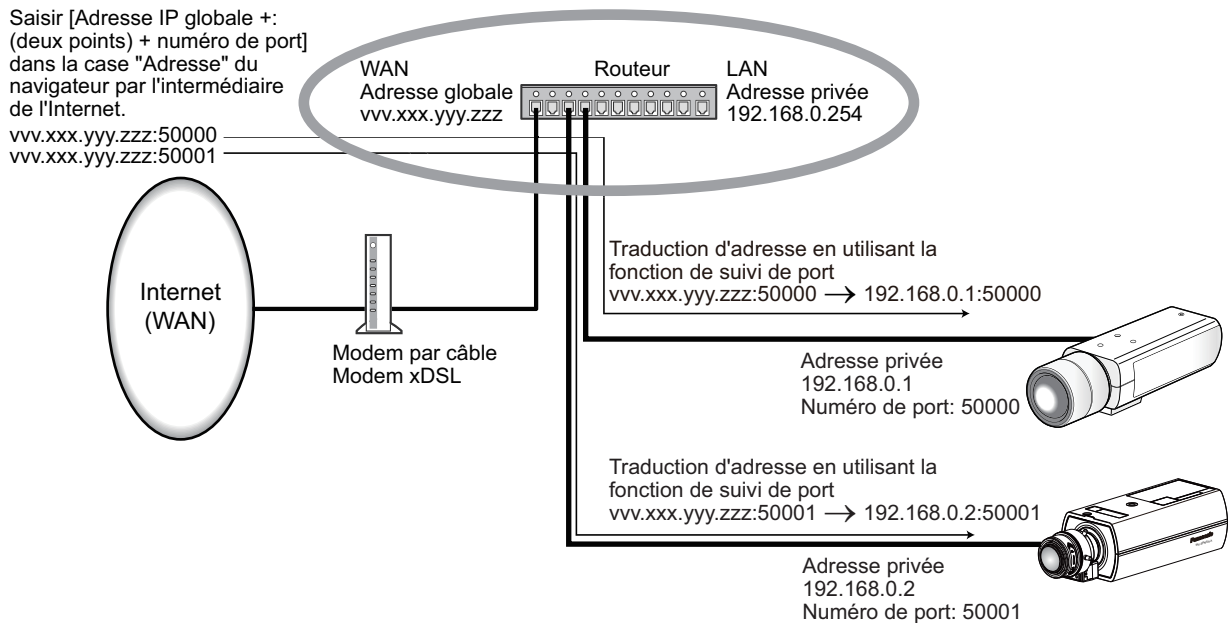 Saisir [Adresse IP globale +:
(deux points) + numéro de port]
dans la case "Adresse" du
navigateur par l'intermédiaire
de l'Internet.
vvv.xxx.yyy.zzz:50000
vvv.xxx.yyy.zzz:50001
WAN
Adresse globale
vvv.xxx.yyy.zzz
Routeur
LAN
Adresse privée
192.168.0.254
Internet
(WAN)
Modem par câble
Modem xDSL
Traduction d'adresse en utilisant la
fonction de suivi de port
vvv.xxx.yyy.zzz:50000 → 192.168.0.1:50000
Adresse privée
192.168.0.1
Numéro de port: 50000
Traduction d'adresse en utilisant la
fonction de suivi de port
vvv.xxx.yyy.zzz:50001 → 192.168.0.2:50001
Panasonic
Adresse privée
192.168.0.2
Numéro de port: 50001